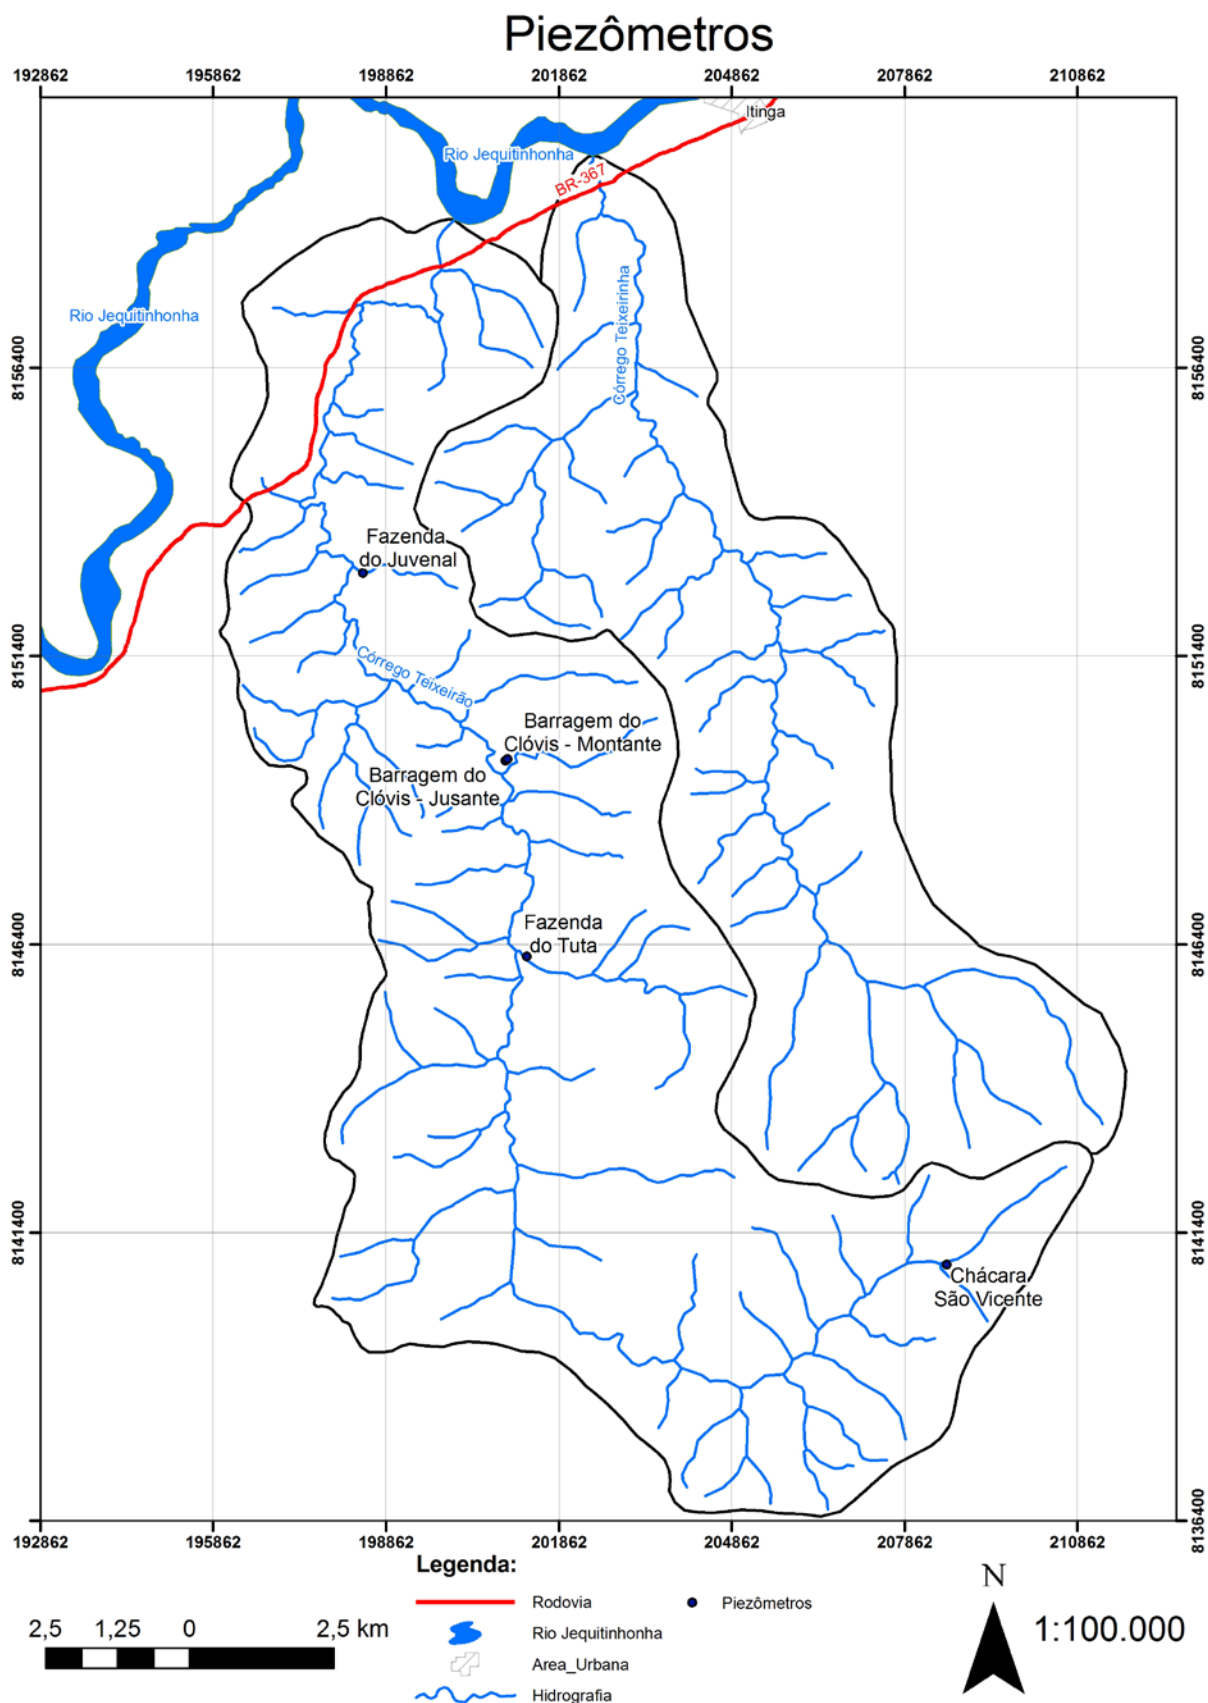 Piezômetros
192862 195862 198862 201862 204862 207862 210862
Itinga
Rio Jequitinhonha
BR-367
Rio Jequitinhonha
Córrego Teixeirinha
8156400 8156400
Fazenda
do Juvenal
8151400 8151400
Córrego Teixeirão
Barragem do
Clóvis - Montante
Barragem do
Clóvis - Jusante
Fazenda
do Tuta
8146400 8146400
8141400 8141400
Chácara
São Vicente
8136400 8136400
192862 195862 198862 201862 204862 207862 210862
Legenda:
Rodovia
Piezômetros
Rio Jequitinhonha
Area_Urbana
Hidrografia
2,5 1,25 0 2,5 km
N
1:100.000